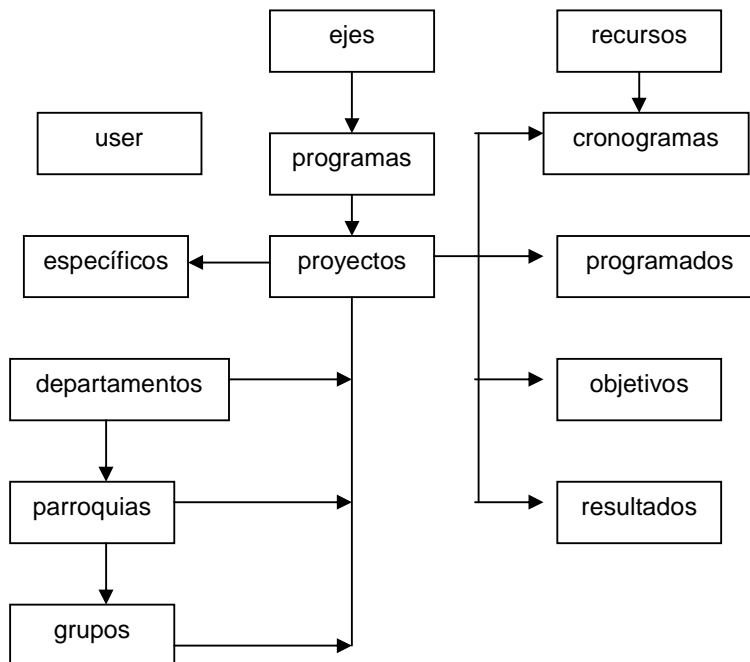 ejes
recursos
user
programas
cronogramas
específicos
proyectos
programados
departamentos
objetivos
parroquias
resultados
grupos